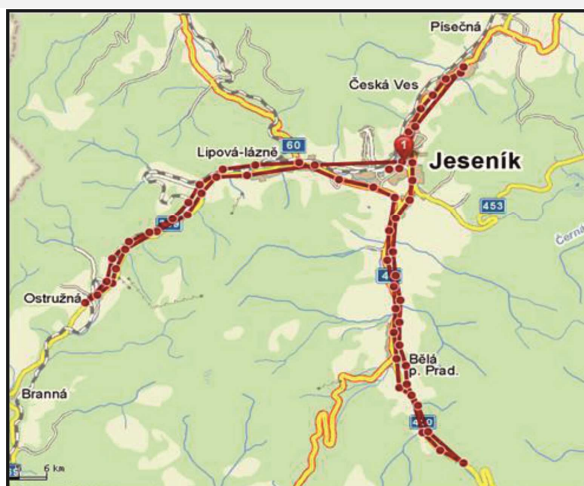 Písečná
Česká Ves
1
60
Lipová-lázně
Jeseník
453
Ostružná
Bělá
p. Prad.
Branná
6 km